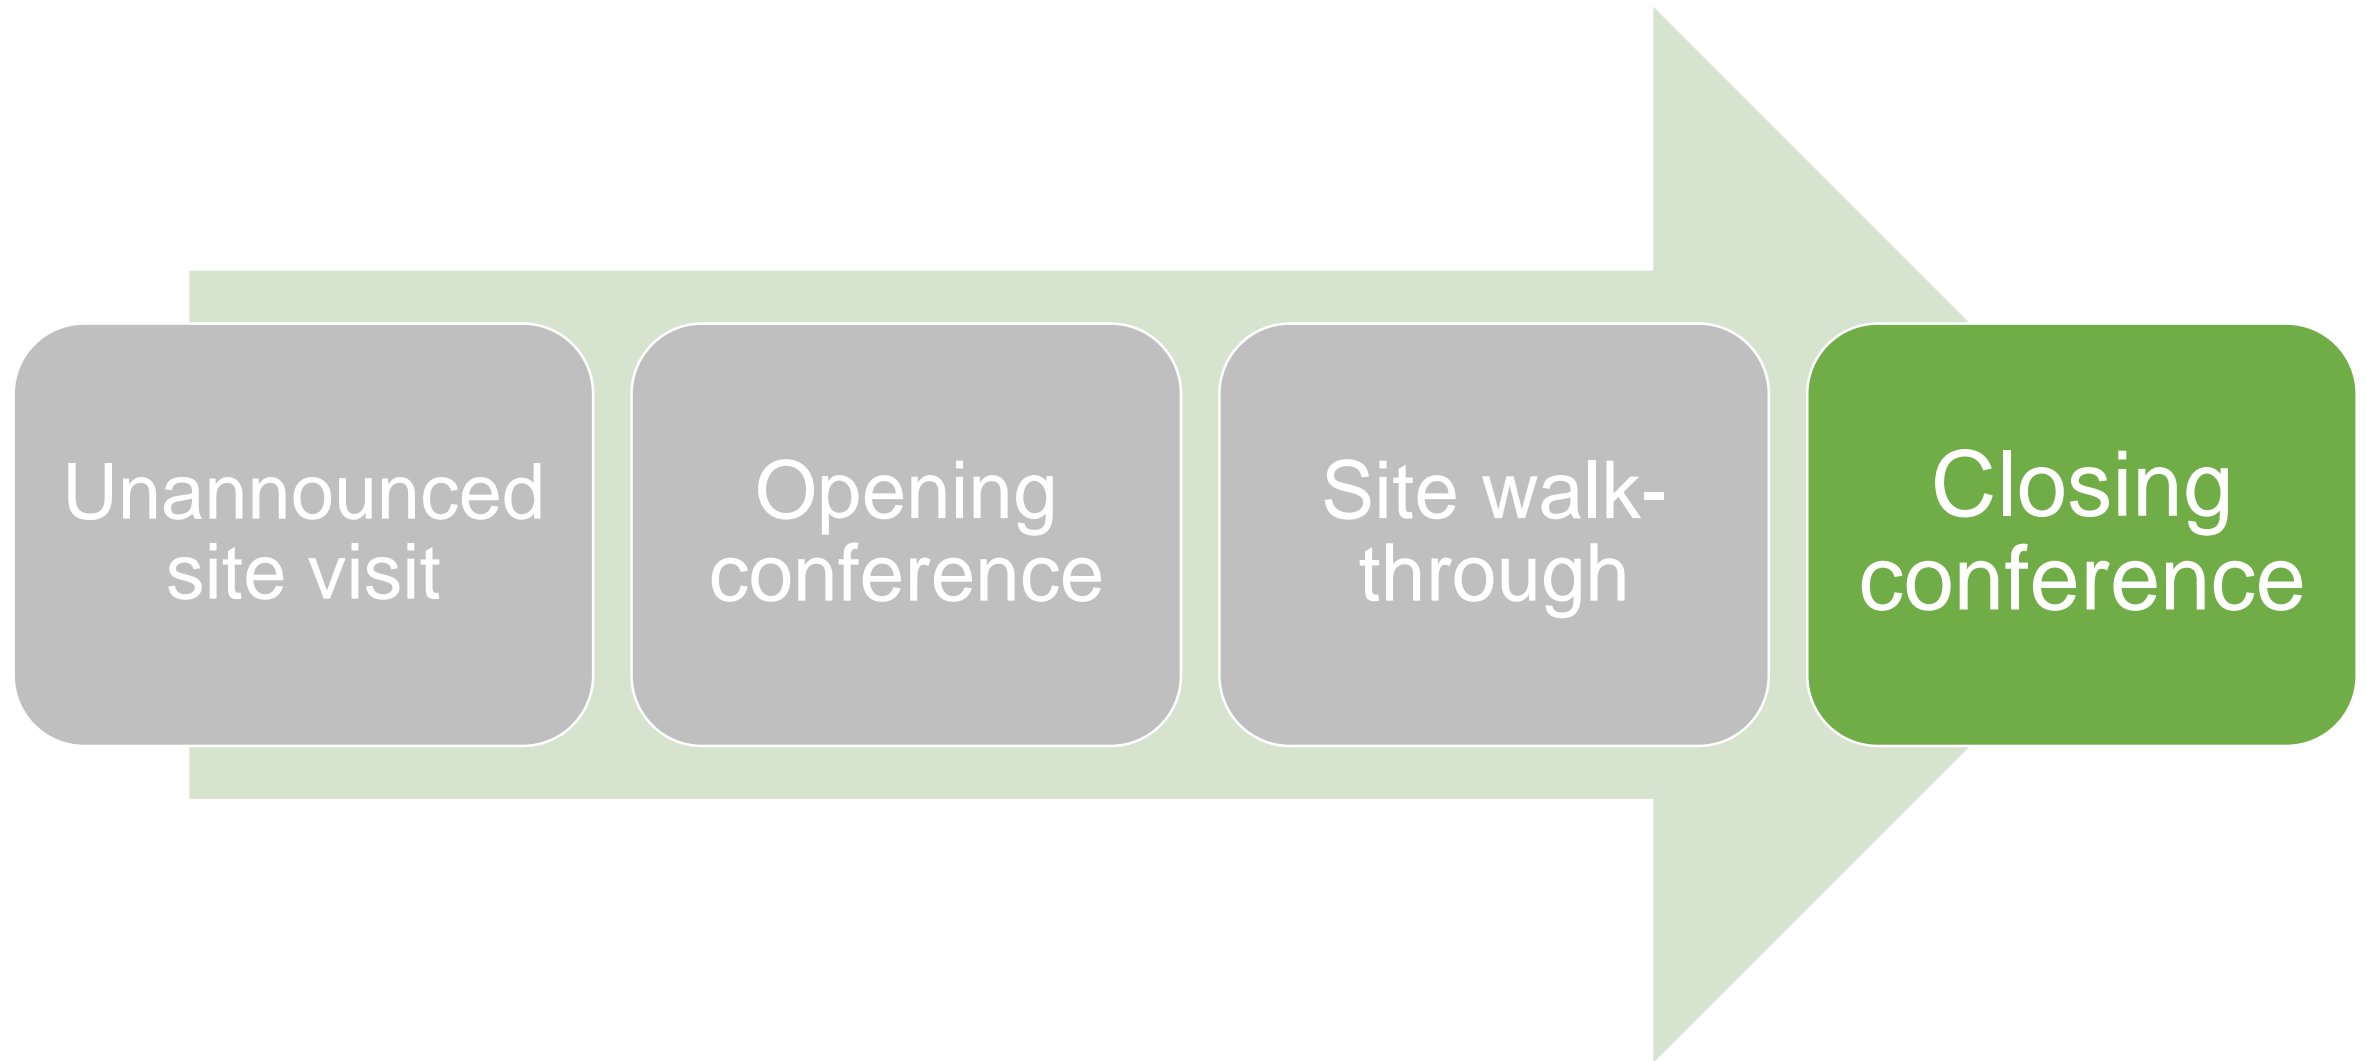 Unannounced
site visit
Opening
conference
Site walk-
through
Closing
conference